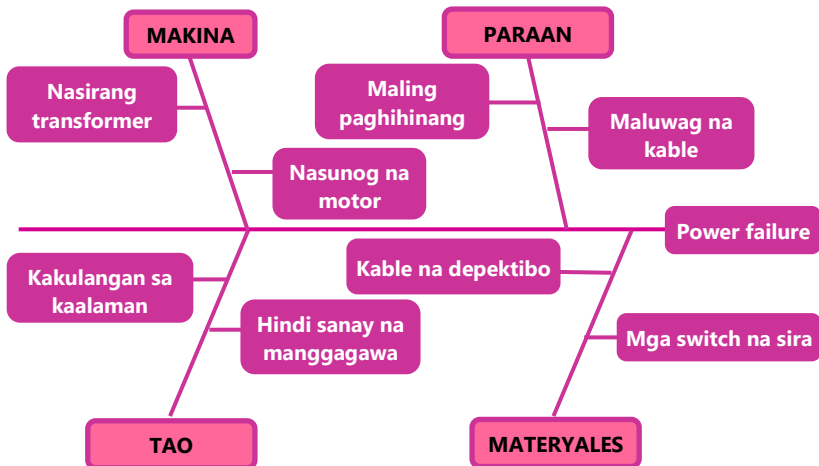 MAKINA
PARAAN
Nasirang
transformer
Maling
paghihinang
Maluwag na
kable
Nasunog na
motor
Power failure
Kakulangan sa
kaalaman
Kable na depektibo
Hindi sanay na
manggagawa
Mga switch na sira
TAO
MATERYALES